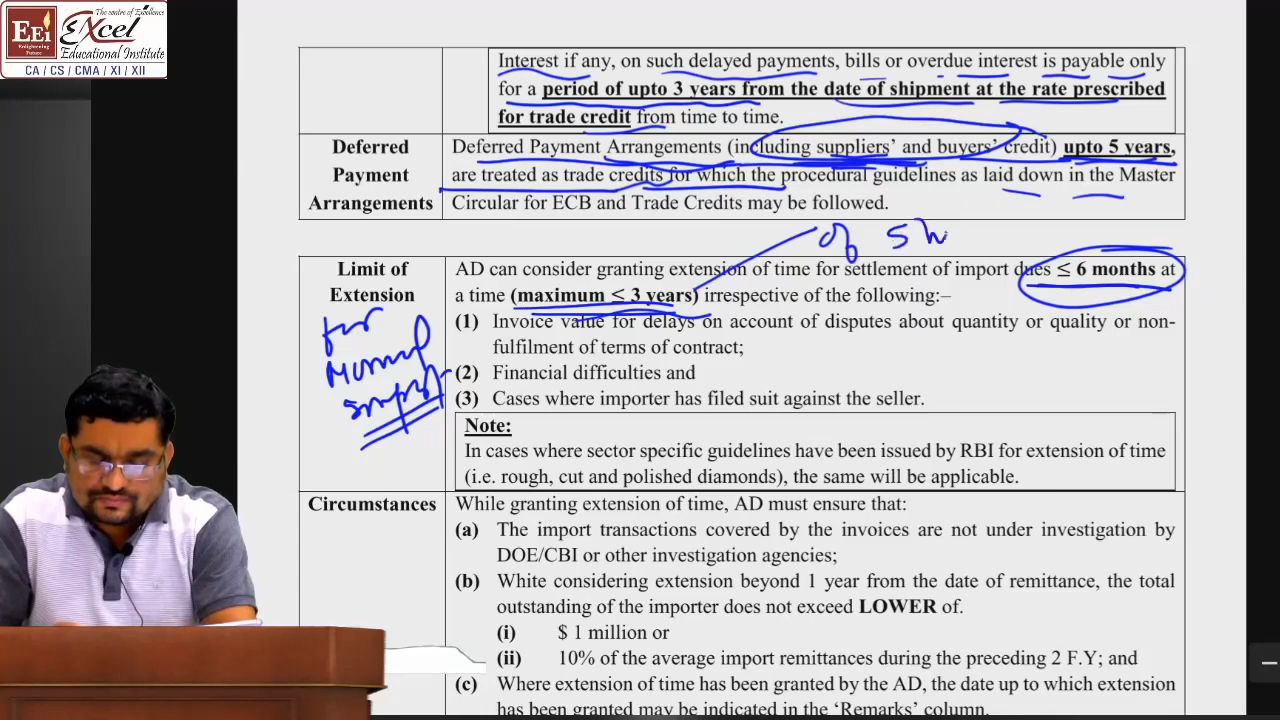 The centre of Excellence
EEi EXcel
Enlightening Future Educational Institute
CA / CS / CMA / XI / XII
Interest if any, on such delayed payments, bills or overdue interest is payable only
for a period of upto 3 years from the date of shipment at the rate prescribed
for trade credit from time to time.
Deferred Payment Arrangements
Deferred Payment Arrangements (including suppliers’ and buyers’ credit) upto 5 years,
are treated as trade credits for which the procedural guidelines as laid down in the Master
Circular for ECB and Trade Credits may be followed.
of Sh
Limit of Extension
for
Normal
Import
AD can consider granting extension of time for settlement of import dues ≤ 6 months at
a time (maximum ≤ 3 years) irrespective of the following:–
(1) Invoice value for delays on account of disputes about quantity or quality or non-
fulfilment of terms of contract;
(2) Financial difficulties and
(3) Cases where importer has filed suit against the seller.
Note:
In cases where sector specific guidelines have been issued by RBI for extension of time
(i.e. rough, cut and polished diamonds), the same will be applicable.
Circumstances
While granting extension of time, AD must ensure that:
(a) The import transactions covered by the invoices are not under investigation by
DOE/CBI or other investigation agencies;
(b) White considering extension beyond 1 year from the date of remittance, the total
outstanding of the importer does not exceed LOWER of.
(i) $ 1 million or
(ii) 10% of the average import remittances during the preceding 2 F.Y; and
(c) Where extension of time has been granted by the AD, the date up to which extension
has been granted may be indicated in the ‘Remarks’ column.